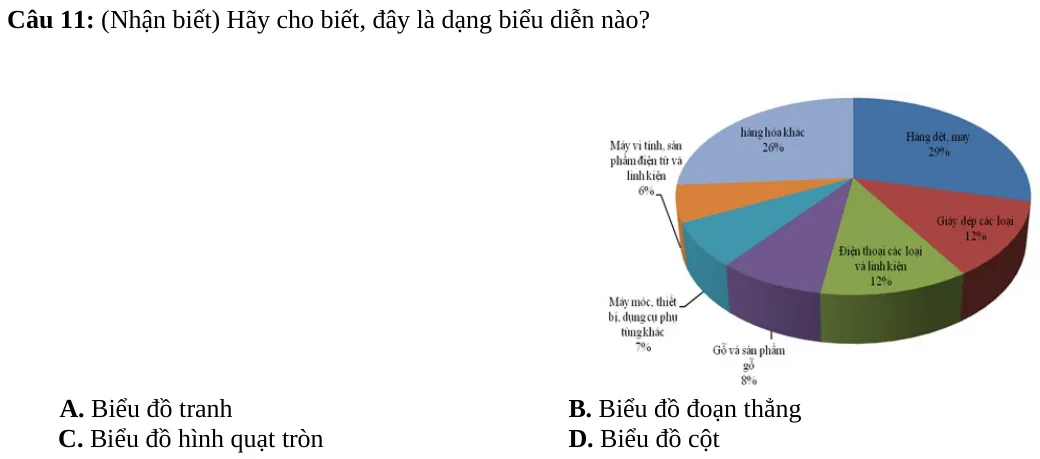 Câu 11: (Nhận biết) Hãy cho biết, đây là dạng biểu diễn nào?
hàng hóa khác
26%
Hàng dệt, may
29%
Máy vi tính, sản
phẩm điện tử và
linh kiện
6%
Giày dép các loại
12%
Điện thoại các loại
và linh kiện
12%
Máy móc, thiết
bị, dụng cụ phụ
tùng khác
7%
Gỗ và sản phẩm
gỗ
8%
A. Biểu đồ tranh
B. Biểu đồ đoạn thẳng
C. Biểu đồ hình quạt tròn
D. Biểu đồ cột